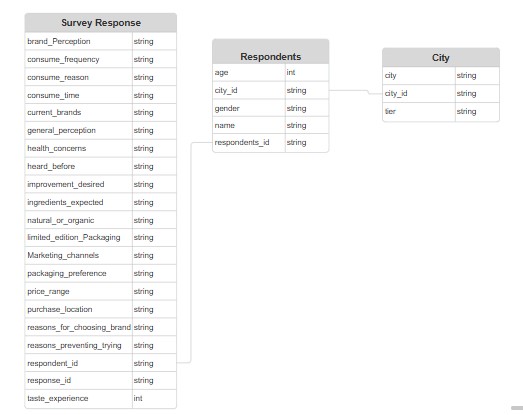 Survey Response
brand_Perception string
consume_frequency string
consume_reason string
consume_time string
current_brands string
general_perception string
health_concerns string
heard_before string
improvement_desired string
ingredients_expected string
natural_or_organic string
limited_edition_Packaging string
Marketing_channels string
packaging_preference string
price_range string
purchase_location string
reasons_for_choosing_brand string
reasons_preventing_trying string
respondent_id string
response_id string
taste_experience int
Respondents
age int
city_id string
gender string
name string
respondents_id string
City
city string
city_id string
tier string